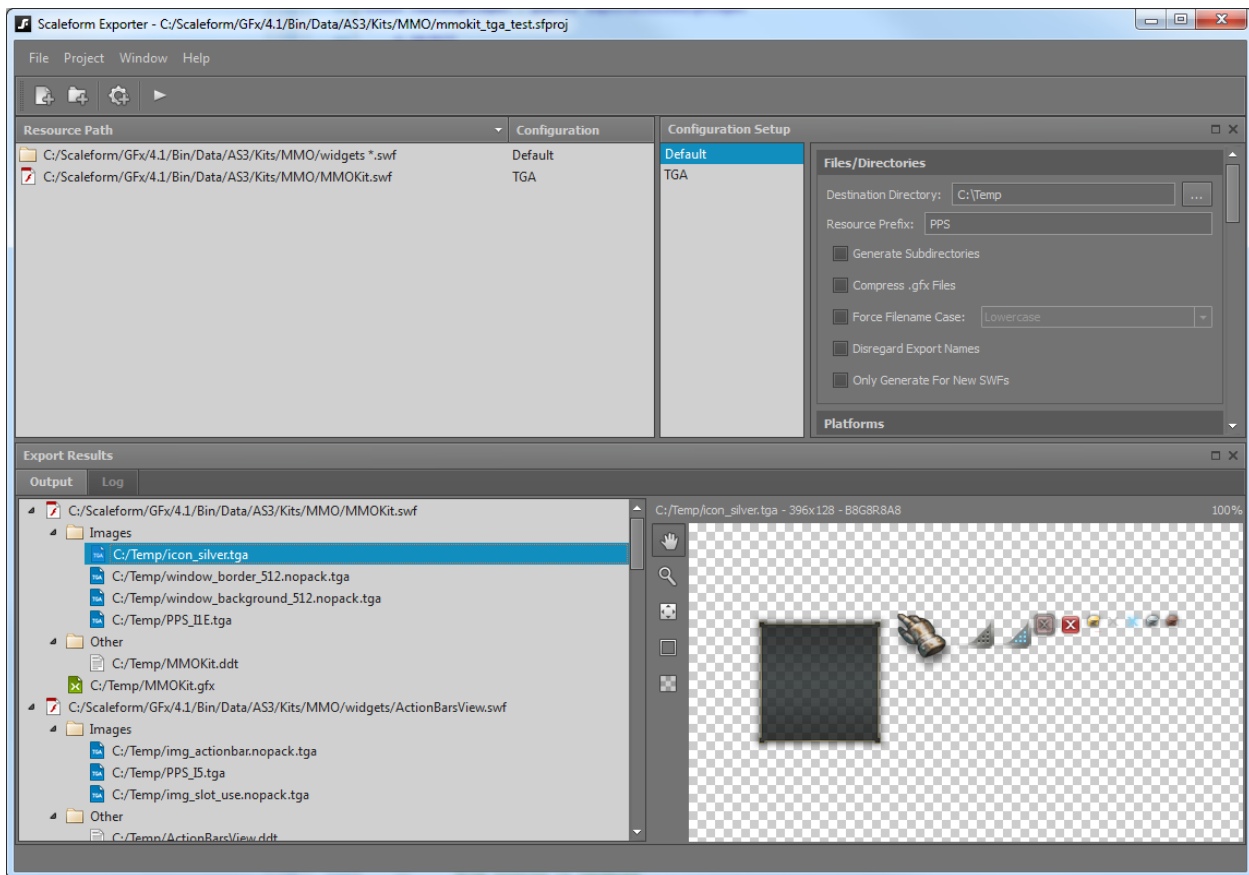 Scaleform Exporter - C:/Scaleform/GFx/4.1/Bin/Data/AS3/Kits/MMO/mmokit_tga_test.sfproj
File Project Window Help
Resource Path Configuration
C:/Scaleform/GFx/4.1/Bin/Data/AS3/Kits/MMO/widgets *.swf Default
C:/Scaleform/GFx/4.1/Bin/Data/AS3/Kits/MMO/MMOKit.swf TGA
Configuration Setup
Default
TGA
Files/Directories
Destination Directory: C:\Temp ...
Resource Prefix: PPS
Generate Subdirectories
Compress .gfx Files
Force Filename Case: Lowercase
Disregard Export Names
Only Generate For New SWFs
Platforms
Export Results
Output Log
C:/Scaleform/GFx/4.1/Bin/Data/AS3/Kits/MMO/MMOKit.swf
Images
C:/Temp/icon_silver.tga
C:/Temp/window_border_512.nopack.tga
C:/Temp/window_background_512.nopack.tga
C:/Temp/PPS_I1E.tga
Other
C:/Temp/MMOKit.ddt
C:/Temp/MMOKit.gfx
C:/Scaleform/GFx/4.1/Bin/Data/AS3/Kits/MMO/widgets/ActionBarsView.swf
Images
C:/Temp/img_actionbar.nopack.tga
C:/Temp/PPS_I5.tga
C:/Temp/img_slot_use.nopack.tga
Other
C:/Temp/ActionBarsView.ddt
C:/Temp/icon_silver.tga - 396x128 - B8G8R8A8 100%